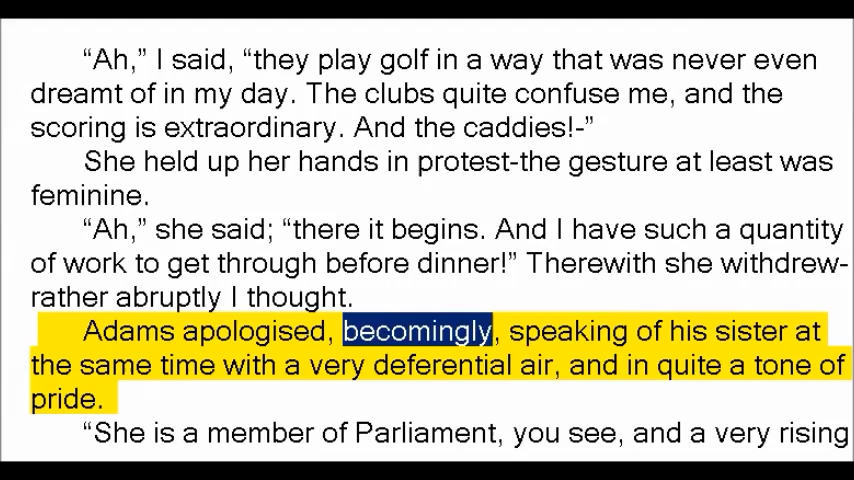 “Ah,” I said, “they play golf in a way that was never even
dreamt of in my day. The clubs quite confuse me, and the
scoring is extraordinary. And the caddies!-”
She held up her hands in protest-the gesture at least was
feminine.
“Ah,” she said; “there it begins. And I have such a quantity
of work to get through before dinner!” Therewith she withdrew-
rather abruptly I thought.
Adams apologised, becomingly, speaking of his sister at
the same time with a very deferential air, and in quite a tone of
pride.
“She is a member of Parliament, you see, and a very rising